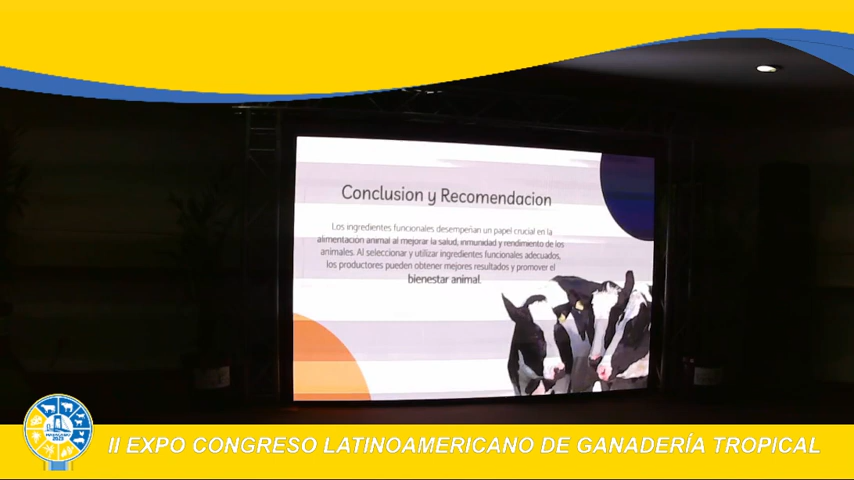 Conclusion y Recomendacion
Los ingredientes funcionales desempeñan un papel crucial en la
alimentación animal al mejorar la salud, inmunidad y rendimiento de los
animales. Al seleccionar y utilizar ingredientes funcionales adecuados,
los productores pueden obtener mejores resultados y promover el
bienestar animal.
II EXPO CONGRESO LATINOAMERICANO DE GANADERÍA TROPICAL